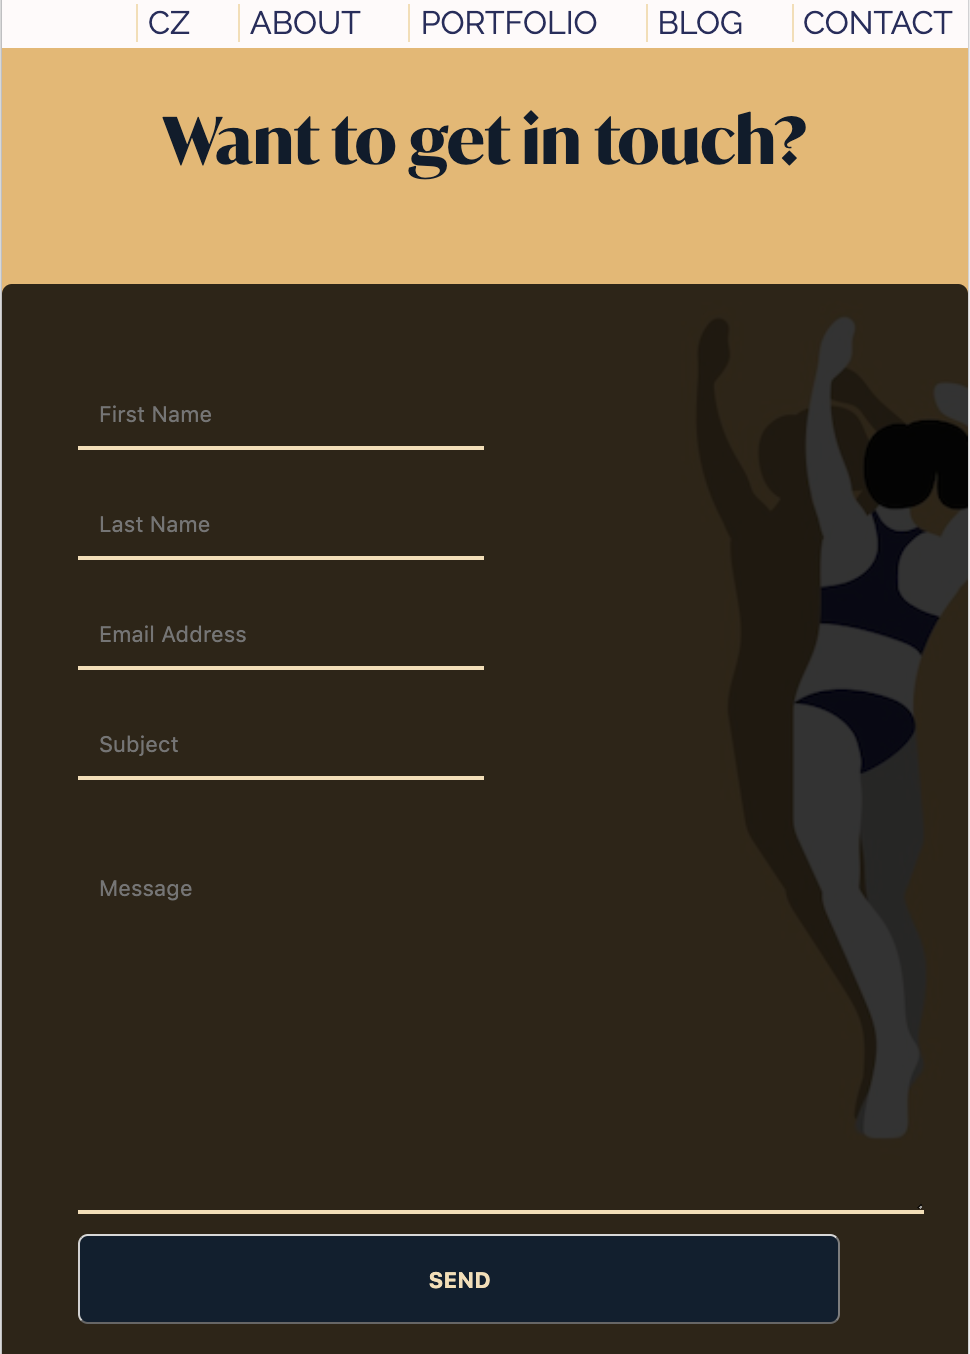 CZ ABOUT PORTFOLIO BLOG CONTACT
Want to get in touch?
First Name
Last Name
Email Address
Subject
Message
SEND